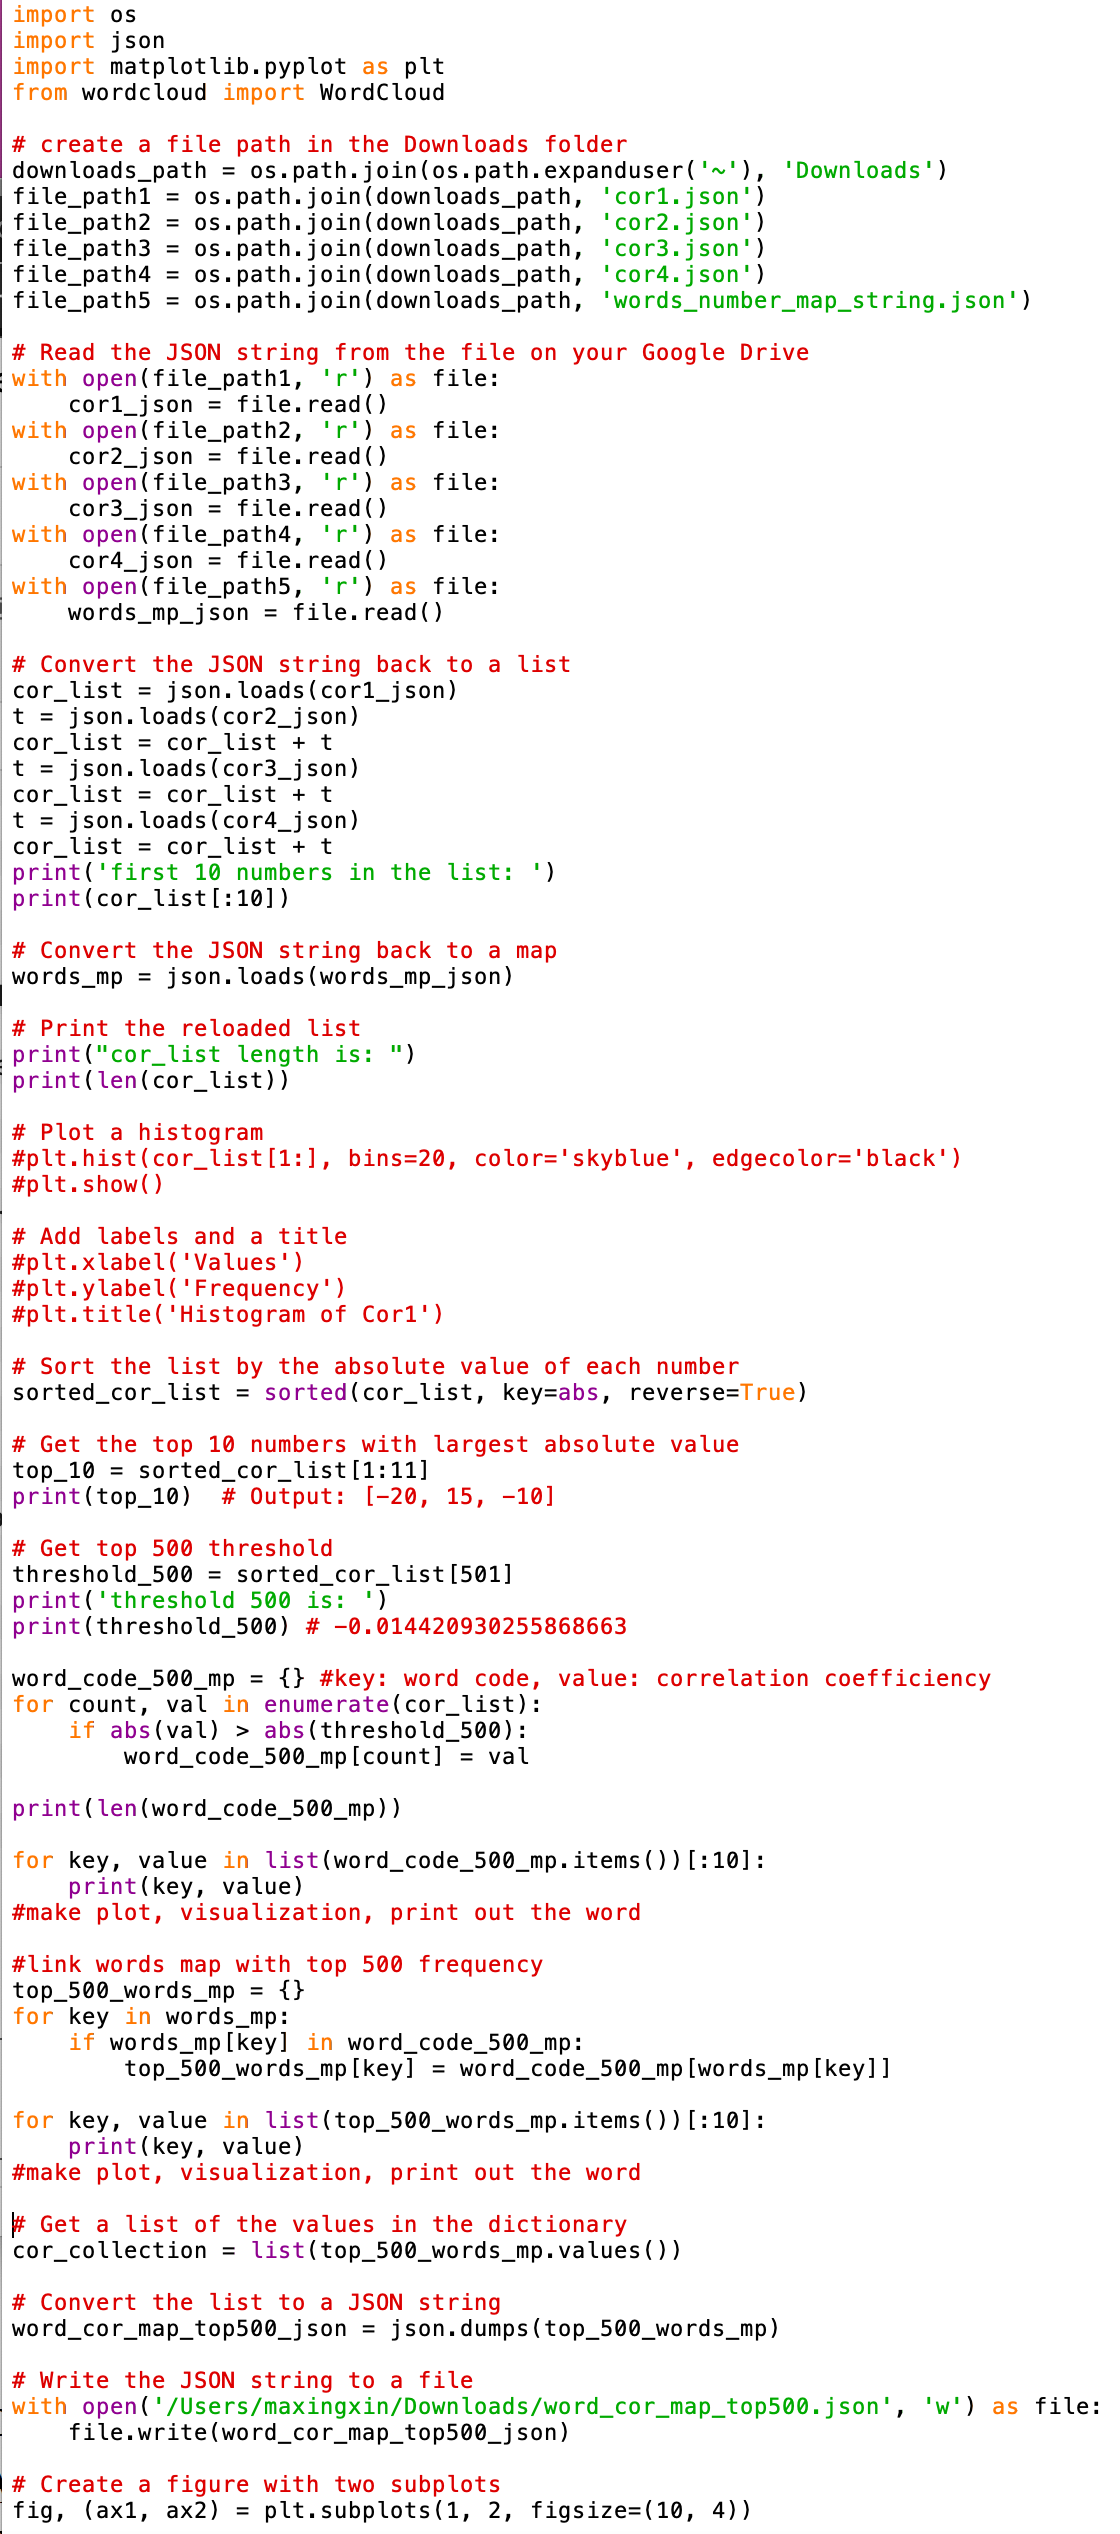 import os
import json
import matplotlib.pyplot as plt
from wordcloud import WordCloud

# create a file path in the Downloads folder
downloads_path = os.path.join(os.path.expanduser('~'), 'Downloads')
file_path1 = os.path.join(downloads_path, 'cor1.json')
file_path2 = os.path.join(downloads_path, 'cor2.json')
file_path3 = os.path.join(downloads_path, 'cor3.json')
file_path4 = os.path.join(downloads_path, 'cor4.json')
file_path5 = os.path.join(downloads_path, 'words_number_map_string.json')

# Read the JSON string from the file on your Google Drive
with open(file_path1, 'r') as file:
    cor1_json = file.read()
with open(file_path2, 'r') as file:
    cor2_json = file.read()
with open(file_path3, 'r') as file:
    cor3_json = file.read()
with open(file_path4, 'r') as file:
    cor4_json = file.read()
with open(file_path5, 'r') as file:
    words_mp_json = file.read()

# Convert the JSON string back to a list
cor_list = json.loads(cor1_json)
t = json.loads(cor2_json)
cor_list = cor_list + t
t = json.loads(cor3_json)
cor_list = cor_list + t
t = json.loads(cor4_json)
cor_list = cor_list + t
print('first 10 numbers in the list: ')
print(cor_list[:10])

# Convert the JSON string back to a map
words_mp = json.loads(words_mp_json)

# Print the reloaded list
print("cor_list length is: ")
print(len(cor_list))

# Plot a histogram
#plt.hist(cor_list[1:], bins=20, color='skyblue', edgecolor='black')
#plt.show()

# Add labels and a title
#plt.xlabel('Values')
#plt.ylabel('Frequency')
#plt.title('Histogram of Cor1')

# Sort the list by the absolute value of each number
sorted_cor_list = sorted(cor_list, key=abs, reverse=True)

# Get the top 10 numbers with largest absolute value
top_10 = sorted_cor_list[1:11]
print(top_10)  # Output: [-20, 15, -10]

# Get top 500 threshold
threshold_500 = sorted_cor_list[501]
print('threshold 500 is: ')
print(threshold_500) # -0.014420930255868663

word_code_500_mp = {} #key: word code, value: correlation coefficiency
for count, val in enumerate(cor_list):
    if abs(val) > abs(threshold_500):
        word_code_500_mp[count] = val

print(len(word_code_500_mp))

for key, value in list(word_code_500_mp.items())[:10]:
    print(key, value)
#make plot, visualization, print out the word

#link words map with top 500 frequency
top_500_words_mp = {}
for key in words_mp:
    if words_mp[key] in word_code_500_mp:
        top_500_words_mp[key] = word_code_500_mp[words_mp[key]]

for key, value in list(top_500_words_mp.items())[:10]:
    print(key, value)
#make plot, visualization, print out the word

# Get a list of the values in the dictionary
cor_collection = list(top_500_words_mp.values())

# Convert the list to a JSON string
word_cor_map_top500_json = json.dumps(top_500_words_mp)

# Write the JSON string to a file
with open('/Users/maxingxin/Downloads/word_cor_map_top500.json', 'w') as file:
    file.write(word_cor_map_top500_json)

# Create a figure with two subplots
fig, (ax1, ax2) = plt.subplots(1, 2, figsize=(10, 4))